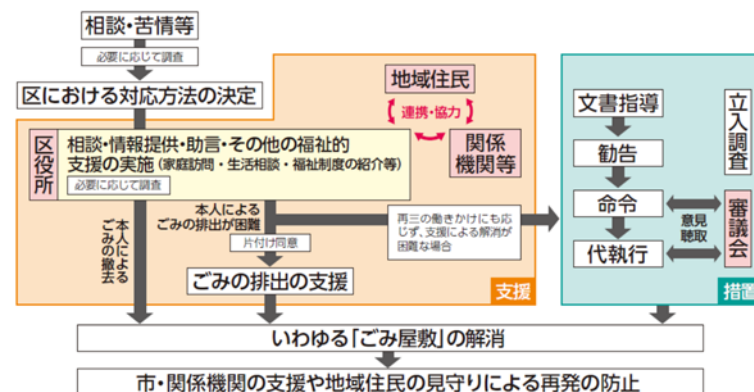 相談・苦情等
必要に応じて調査
区における対応方法の決定
区役所
相談・情報提供・助言・その他の福祉的
支援の実施(家庭訪問・生活相談・福祉制度の紹介等)
必要に応じて調査
地域住民
連携・協力
関係
機関等
本人による
ごみの撤去
本人による
ごみの排出が困難
片付け同意
ごみの排出の支援
再三の働きかけにも応
じず、支援による解消が
困難な場合
支援
文書指導
勧告
命令
代執行
立入調査
意見
聴取
審議会
措置
いわゆる「ごみ屋敷」の解消
市・関係機関の支援や地域住民の見守りによる再発の防止